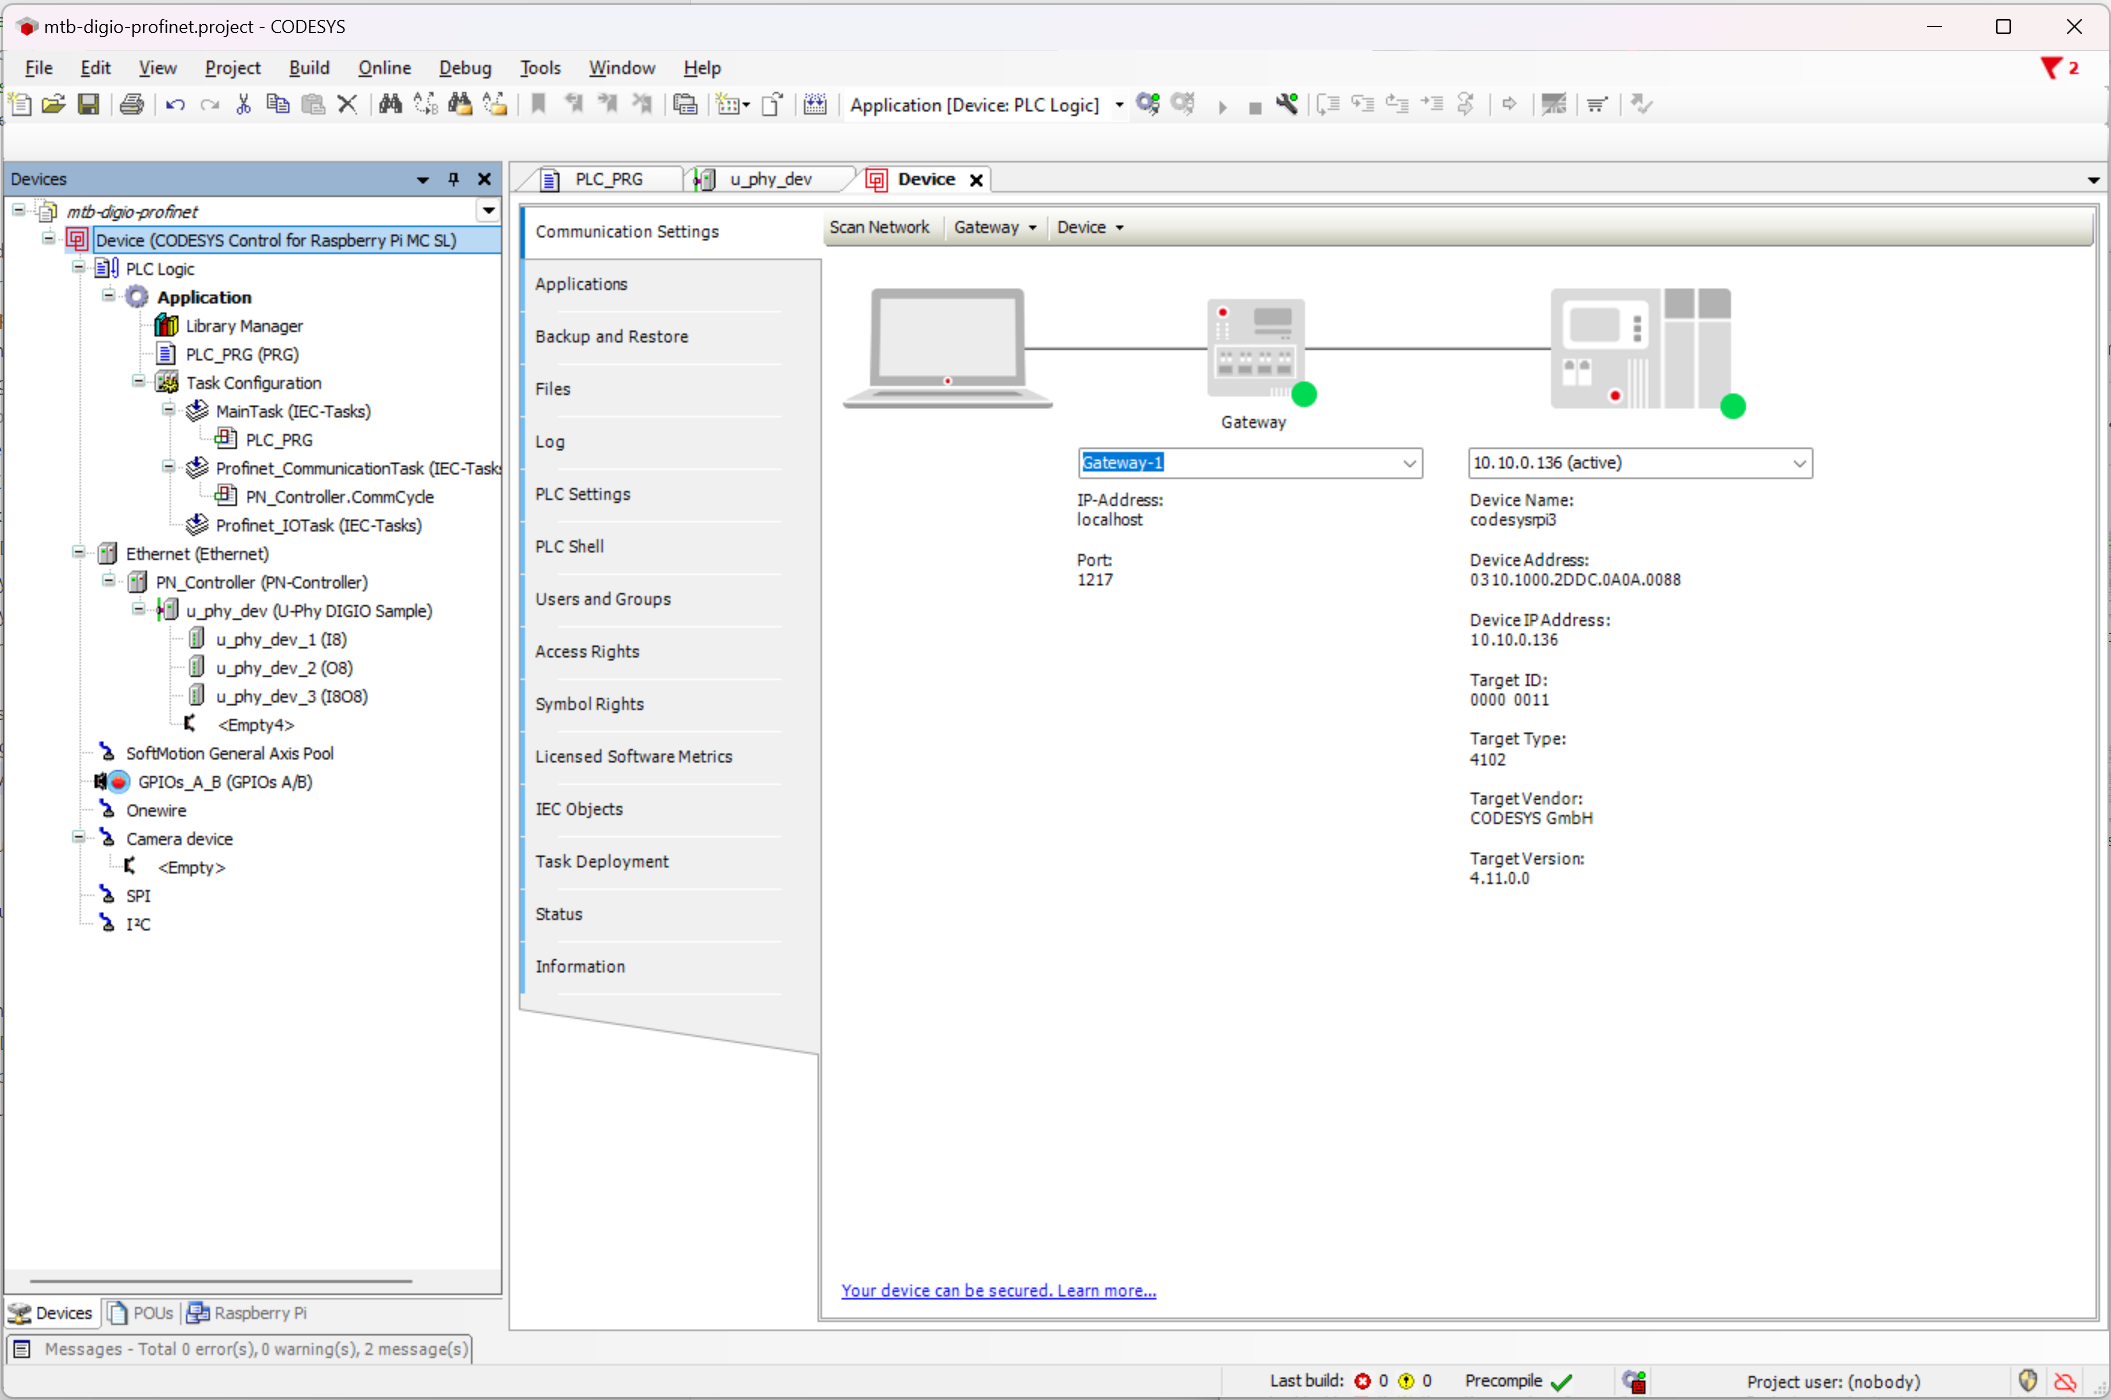 mtb-digio-profinet.project - CODESYS
File Edit View Project Build Online Debug Tools Window Help
2
Application [Device: PLC Logic]
Devices
PLC_PRG
u_phy_dev
Device
mtb-digio-profinet
Device (CODESYS Control for Raspberry Pi MC SL)
PLC Logic
Application
Library Manager
PLC_PRG (PRG)
Task Configuration
MainTask (IEC-Tasks)
PLC_PRG
Profinet_CommunicationTask (IEC-Tasks
PN_Controller.CommCycle
Profinet_IOTask (IEC-Tasks)
Ethernet (Ethernet)
PN_Controller (PN-Controller)
u_phy_dev (U-Phy DIGIO Sample)
u_phy_dev_1 (I8)
u_phy_dev_2 (O8)
u_phy_dev_3 (I8O8)
<Empty4>
SoftMotion General Axis Pool
GPIOs_A_B (GPIOs A/B)
Onewire
Camera device
<Empty>
SPI
I²C
Devices
POUs
Raspberry Pi
Communication Settings
Applications
Backup and Restore
Files
Log
PLC Settings
PLC Shell
Users and Groups
Access Rights
Symbol Rights
Licensed Software Metrics
IEC Objects
Task Deployment
Status
Information
Scan Network
Gateway
Device
Gateway
Gateway-1
IP-Address:
localhost
Port:
1217
10.10.0.136 (active)
Device Name:
codesysrpi3
Device Address:
0310.1000.2DDC.0A0A.0088
Device IP Address:
10.10.0.136
Target ID:
0000 0011
Target Type:
4102
Target Vendor:
CODESYS GmbH
Target Version:
4.11.0.0
Your device can be secured. Learn more...
Messages - Total 0 error(s), 0 warning(s), 2 message(s)
Last build: 0 0 Precompile
Project user: (nobody)